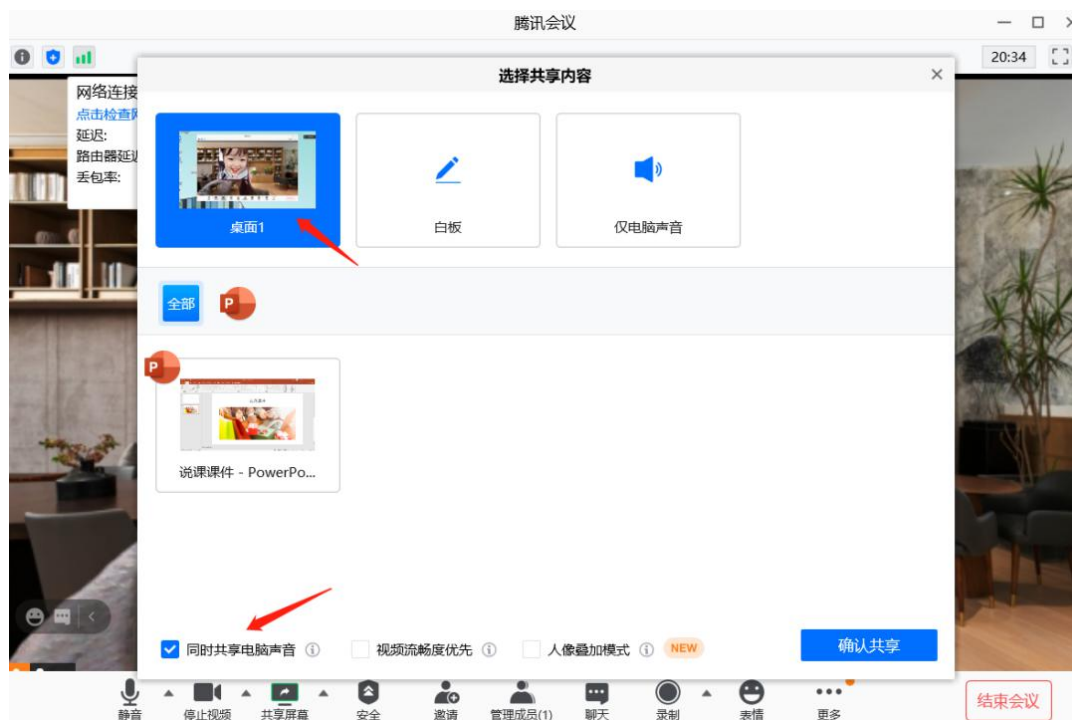 腾讯会议
20:34
选择共享内容
网络连接
点击检查网
延迟:
路由器延迟
丢包率:
桌面1
白板
仅电脑声音
全部
P
P
说课课件 - PowerPo...
同时共享电脑声音
视频流畅度优先
人像叠加模式
NEW
确认共享
静音
停止视频
共享屏幕
安全
邀请
管理成员(1)
聊天
录制
表情
更多
结束会议